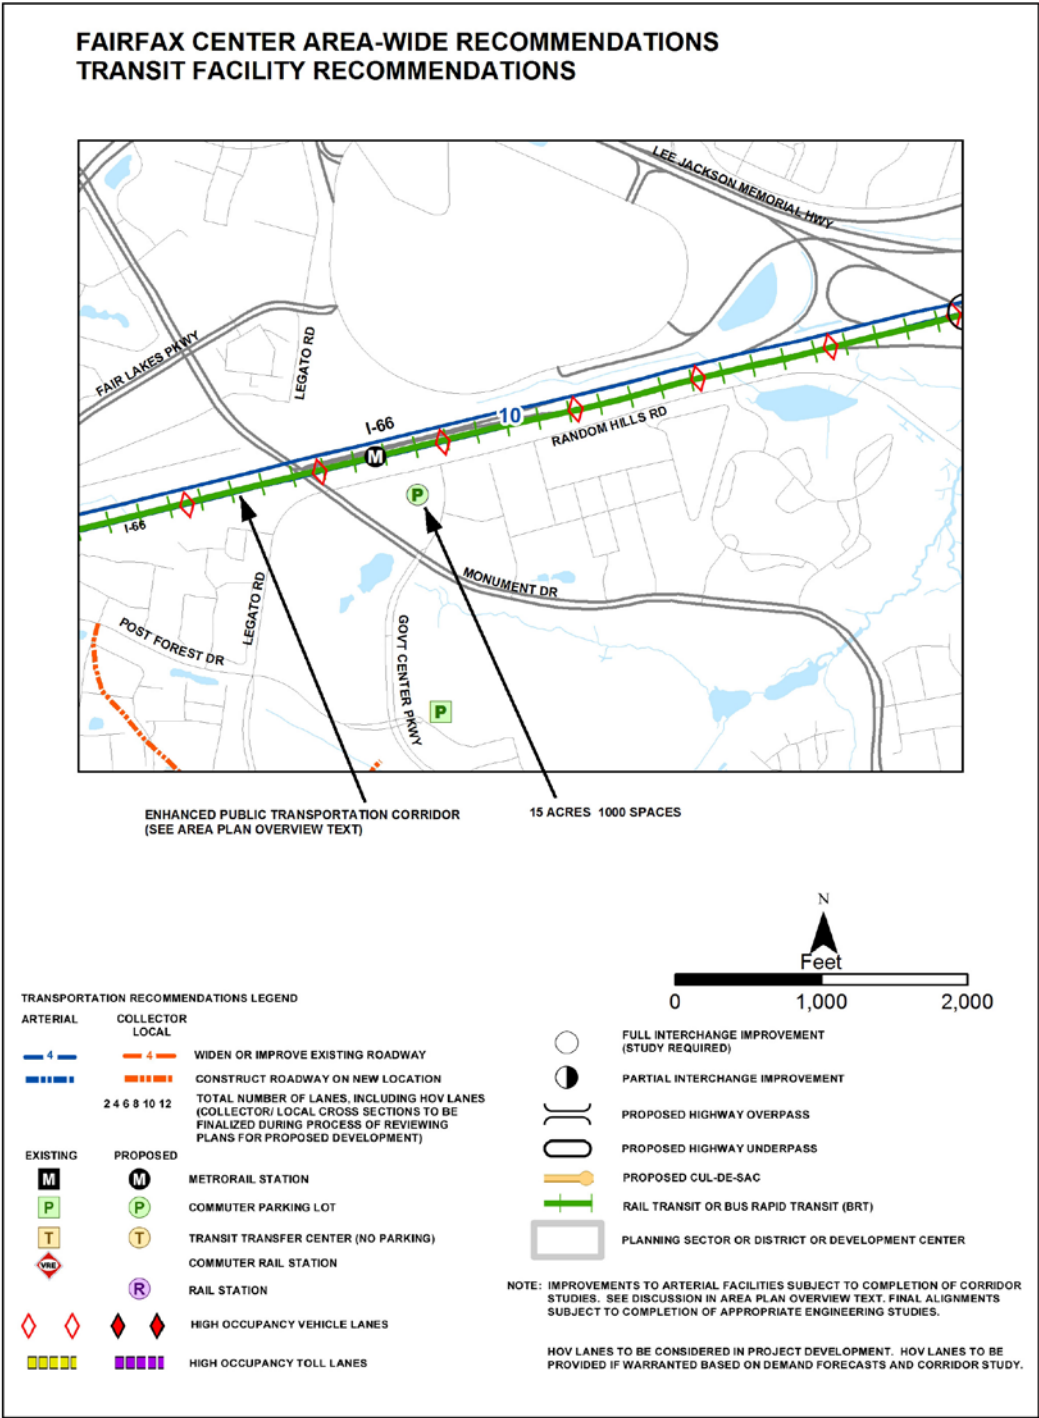 FAIRFAX CENTER AREA-WIDE RECOMMENDATIONS
TRANSIT FACILITY RECOMMENDATIONS
LEE JACKSON MEMORIAL HWY
FAIR LAKES PKWY
LEGATO RD
I-66
10
RANDOM HILLS RD
M
P
I-66
MONUMENT DR
LEGATO RD
POST FOREST DR
GOVT CENTER PKWY
P
ENHANCED PUBLIC TRANSPORTATION CORRIDOR
(SEE AREA PLAN OVERVIEW TEXT)
15 ACRES 1000 SPACES
N
Feet
0 1,000 2,000
TRANSPORTATION RECOMMENDATIONS LEGEND
ARTERIAL COLLECTOR
LOCAL
4 4 WIDEN OR IMPROVE EXISTING ROADWAY
CONSTRUCT ROADWAY ON NEW LOCATION
2 4 6 8 10 12 TOTAL NUMBER OF LANES, INCLUDING HOV LANES
(COLLECTOR/ LOCAL CROSS SECTIONS TO BE
FINALIZED DURING PROCESS OF REVIEWING
PLANS FOR PROPOSED DEVELOPMENT)
EXISTING PROPOSED
M M METRORAIL STATION
P P COMMUTER PARKING LOT
T T TRANSIT TRANSFER CENTER (NO PARKING)
VRE COMMUTER RAIL STATION
R RAIL STATION
HIGH OCCUPANCY VEHICLE LANES
HIGH OCCUPANCY TOLL LANES
FULL INTERCHANGE IMPROVEMENT
(STUDY REQUIRED)
PARTIAL INTERCHANGE IMPROVEMENT
PROPOSED HIGHWAY OVERPASS
PROPOSED HIGHWAY UNDERPASS
PROPOSED CUL-DE-SAC
RAIL TRANSIT OR BUS RAPID TRANSIT (BRT)
PLANNING SECTOR OR DISTRICT OR DEVELOPMENT CENTER
NOTE: IMPROVEMENTS TO ARTERIAL FACILITIES SUBJECT TO COMPLETION OF CORRIDOR
STUDIES. SEE DISCUSSION IN AREA PLAN OVERVIEW TEXT. FINAL ALIGNMENTS
SUBJECT TO COMPLETION OF APPROPRIATE ENGINEERING STUDIES.
HOV LANES TO BE CONSIDERED IN PROJECT DEVELOPMENT. HOV LANES TO BE
PROVIDED IF WARRANTED BASED ON DEMAND FORECASTS AND CORRIDOR STUDY.